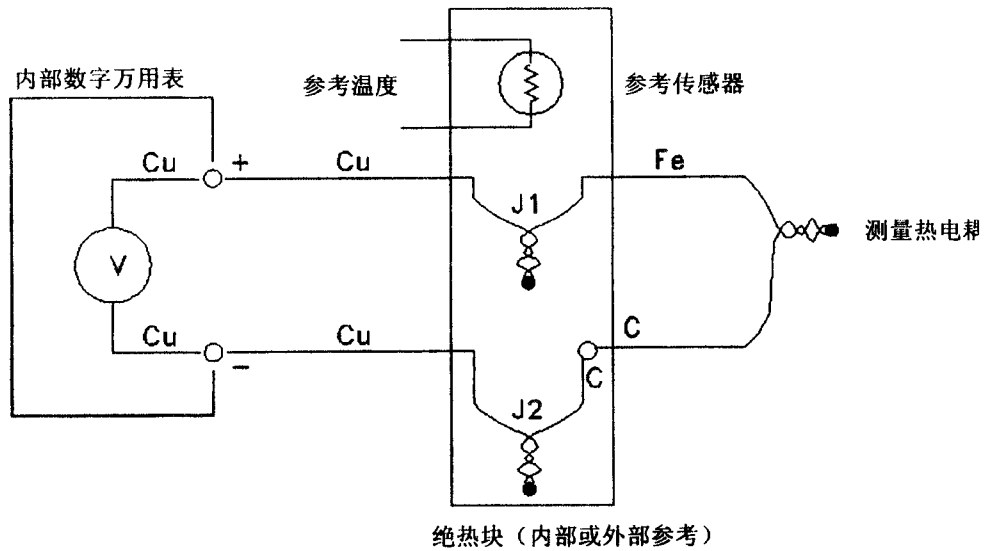 内部数字万用表
参考温度
参考传感器
Cu
+
Cu
Fe
J1
测量热电耦
V
Cu
−
Cu
C
C
J2
绝热块（内部或外部参考）